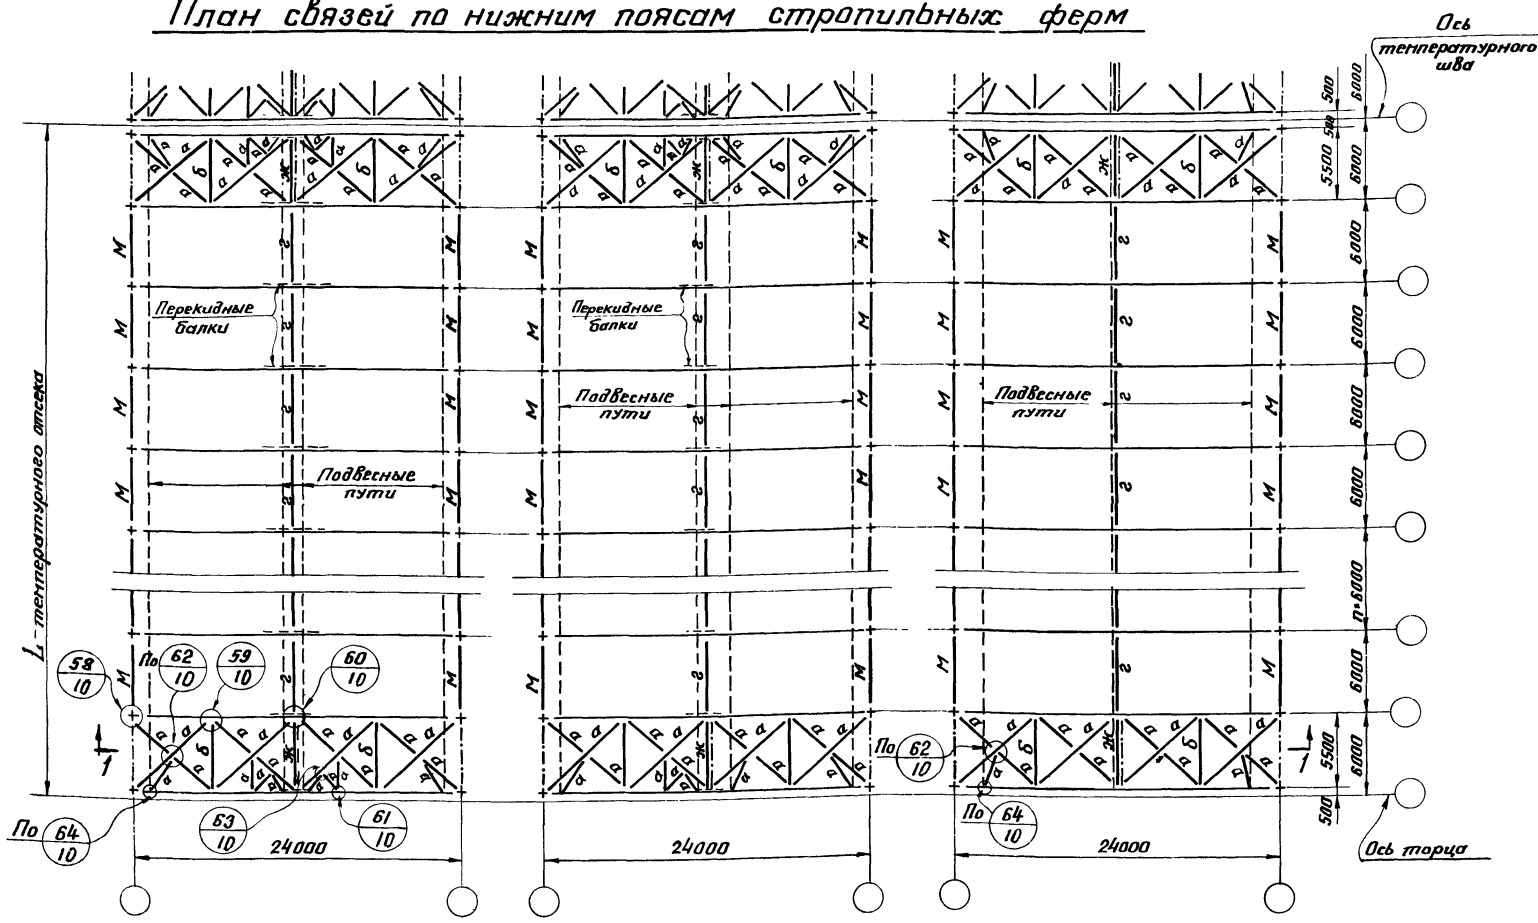 План связей по нижним поясам стропильных ферм
Ось
температурного
шва
500
6000
500
5500
6000
а а б а а а а ж а а а б а а а
а а б а а а а ж а а а б а а а
а а б а а а ж а а а б а а а
М г М М г М М г М
6000
Перекидные
балки
Перекидные
балки
М г М М г М М г М
6000
Подвесные
пути
Подвесные
пути
М г М М г М М г М
6000
Подвесные
пути
М г М М г М М г М
6000
L - температурного отсека
n×6000
58
10
По 62
10
59
10
60
10
М г М М г М М г М
6000
а а б а а а ж а а а б а а а
а а б а а а ж а а а б а а а
а а б а а а ж а а а б а а а
1
По 62
10
1
5500
6000
500
По 64
10
63
10
61
10
По 64
10
24000
24000
24000
Ось торца